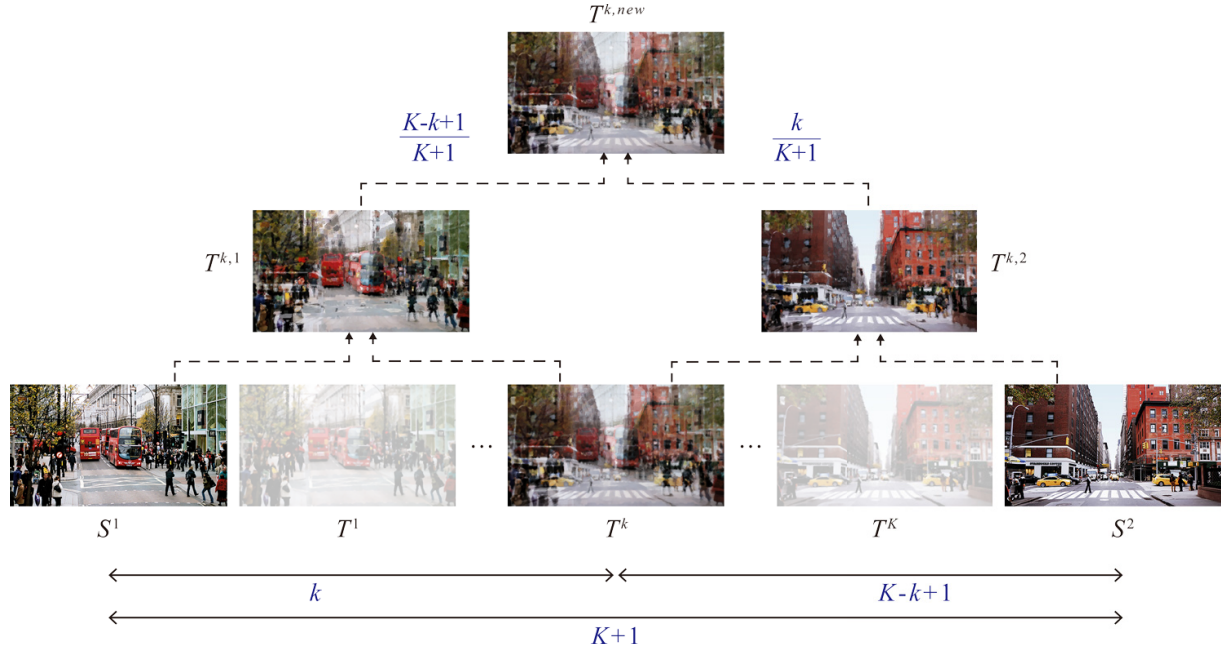 T^{k,new}
K-k+1
K+1
k
K+1
T^{k,1}
T^{k,2}
...
...
S^1
T^1
T^k
T^K
S^2
k
K-k+1
K+1